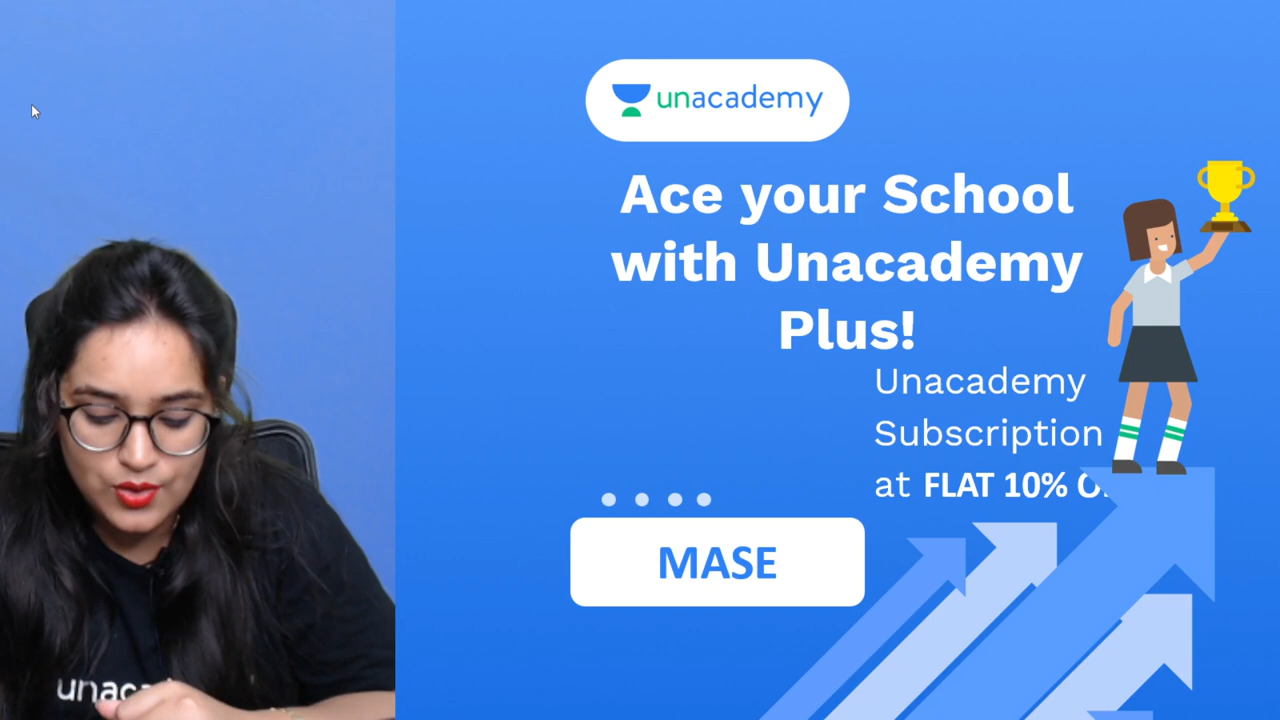 unacademy
Ace your School
with Unacademy
Plus!
Unacademy
Subscription
at FLAT 10%
MASE